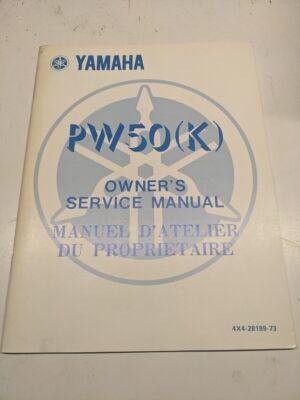 YAMAHA
PW50(K)
OWNER'S
SERVICE MANUAL
MANUEL D'ATELIER
DU PROPRIETAIRE
4X4-28199-73